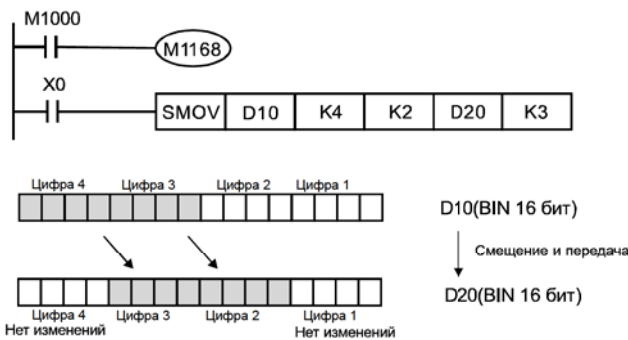 M1000
M1168
X0
SMOV D10 K4 K2 D20 K3
Цифра 4 Цифра 3 Цифра 2 Цифра 1
D10(BIN 16 бит)
Смещение и передача
D20(BIN 16 бит)
Цифра 4 Цифра 3 Цифра 2 Цифра 1
Нет изменений Нет изменений